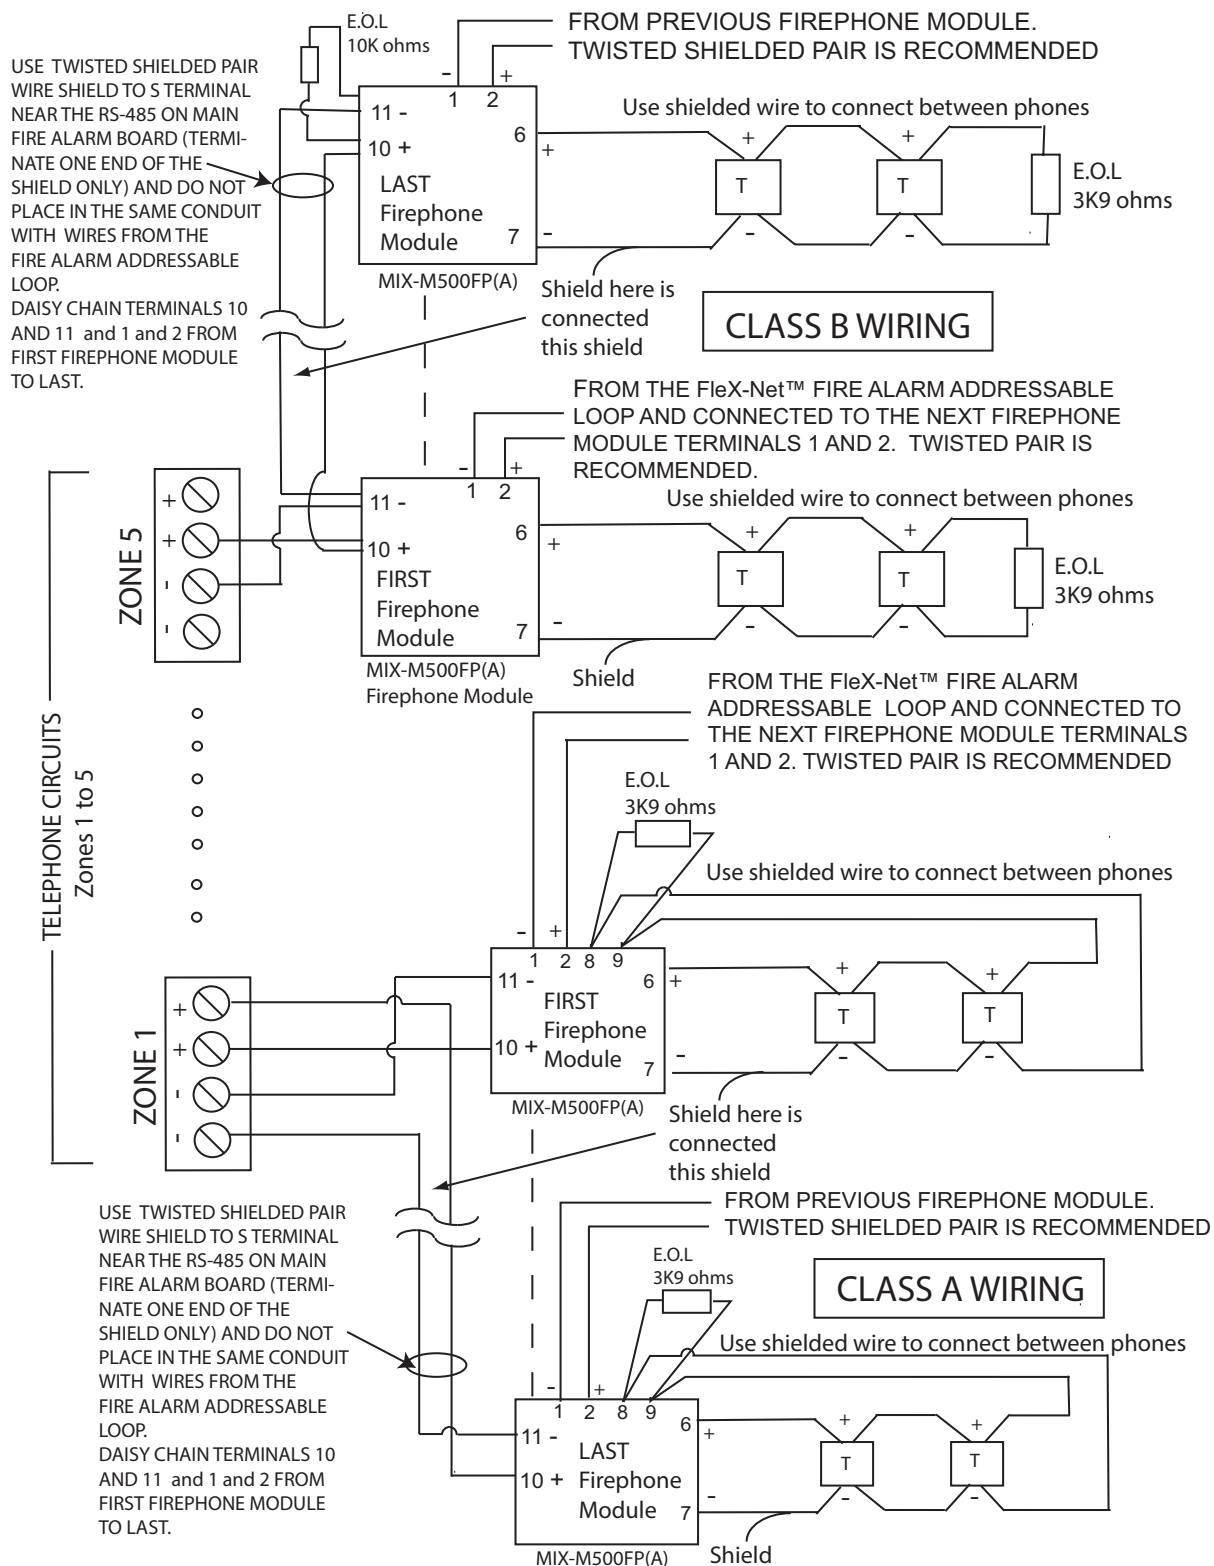 E.O.L
10K ohms
FROM PREVIOUS FIREPHONE MODULE.
TWISTED SHIELDED PAIR IS RECOMMENDED
USE TWISTED SHIELDED PAIR
WIRE SHIELD TO S TERMINAL
NEAR THE RS-485 ON MAIN
FIRE ALARM BOARD (TERMI-
NATE ONE END OF THE
SHIELD ONLY) AND DO NOT
PLACE IN THE SAME CONDUIT
WITH WIRES FROM THE
FIRE ALARM ADDRESSABLE
LOOP.
DAISY CHAIN TERMINALS 10
AND 11 and 1 and 2 FROM
FIRST FIREPHONE MODULE
TO LAST.
- +
1 2
11 -
10 +
6
+
7
-
LAST
Firephone
Module
MIX-M500FP(A)
Use shielded wire to connect between phones
+ +
T T
- -
E.O.L
3K9 ohms
Shield here is
connected
this shield
CLASS B WIRING
FROM THE FleX-Net™ FIRE ALARM ADDRESSABLE
LOOP AND CONNECTED TO THE NEXT FIREPHONE
MODULE TERMINALS 1 AND 2. TWISTED PAIR IS
RECOMMENDED.
TELEPHONE CIRCUITS
Zones 1 to 5
ZONE 5
+
+
-
-
- +
1 2
11 -
10 +
6
+
7
-
FIRST
Firephone
Module
MIX-M500FP(A)
Firephone Module
Use shielded wire to connect between phones
+ +
T T
- -
E.O.L
3K9 ohms
Shield
FROM THE FleX-Net™ FIRE ALARM
ADDRESSABLE LOOP AND CONNECTED TO
THE NEXT FIREPHONE MODULE TERMINALS
1 AND 2. TWISTED PAIR IS RECOMMENDED
E.O.L
3K9 ohms
Use shielded wire to connect between phones
ZONE 1
+
+
-
-
- +
1 2 8 9
11 -
10 +
6 +
7 -
FIRST
Firephone
Module
MIX-M500FP(A)
+ +
T T
- -
Shield here is
connected
this shield
FROM PREVIOUS FIREPHONE MODULE.
TWISTED SHIELDED PAIR IS RECOMMENDED
USE TWISTED SHIELDED PAIR
WIRE SHIELD TO S TERMINAL
NEAR THE RS-485 ON MAIN
FIRE ALARM BOARD (TERMI-
NATE ONE END OF THE
SHIELD ONLY) AND DO NOT
PLACE IN THE SAME CONDUIT
WITH WIRES FROM THE
FIRE ALARM ADDRESSABLE
LOOP.
DAISY CHAIN TERMINALS 10
AND 11 and 1 and 2 FROM
FIRST FIREPHONE MODULE
TO LAST.
E.O.L
3K9 ohms
CLASS A WIRING
Use shielded wire to connect between phones
- +
1 2 8 9
11 -
10 +
6
+
7
-
LAST
Firephone
Module
MIX-M500FP(A)
+ +
T T
- -
Shield